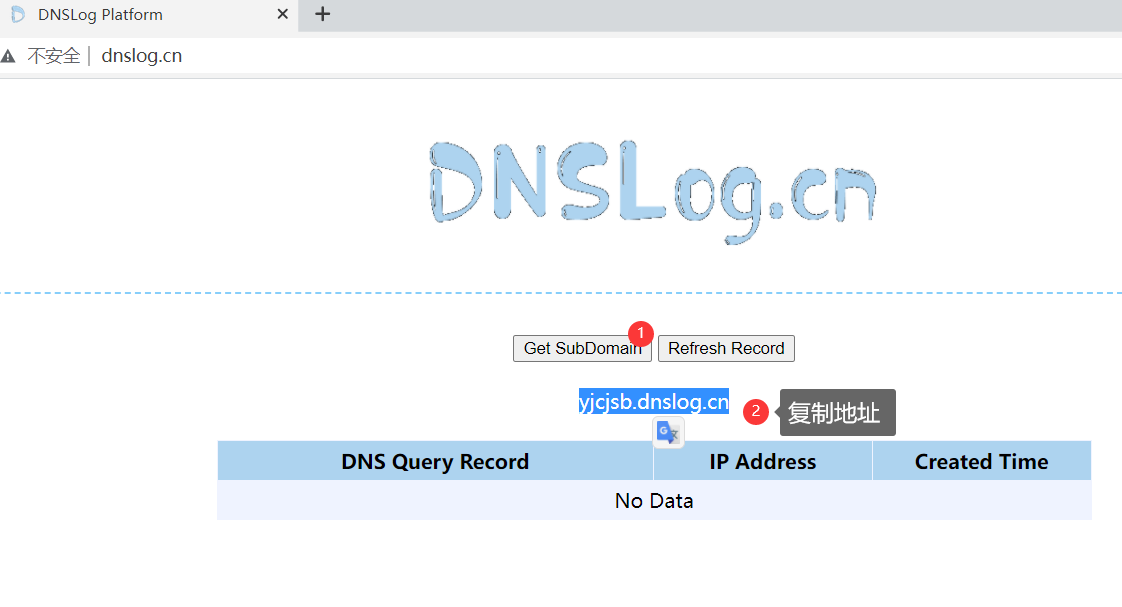 DNSLog Platform
不安全 | dnslog.cn
DNSLog.cn
Get SubDomain 1 Refresh Record
yjcjsb.dnslog.cn 2 复制地址
DNS Query Record IP Address Created Time
No Data